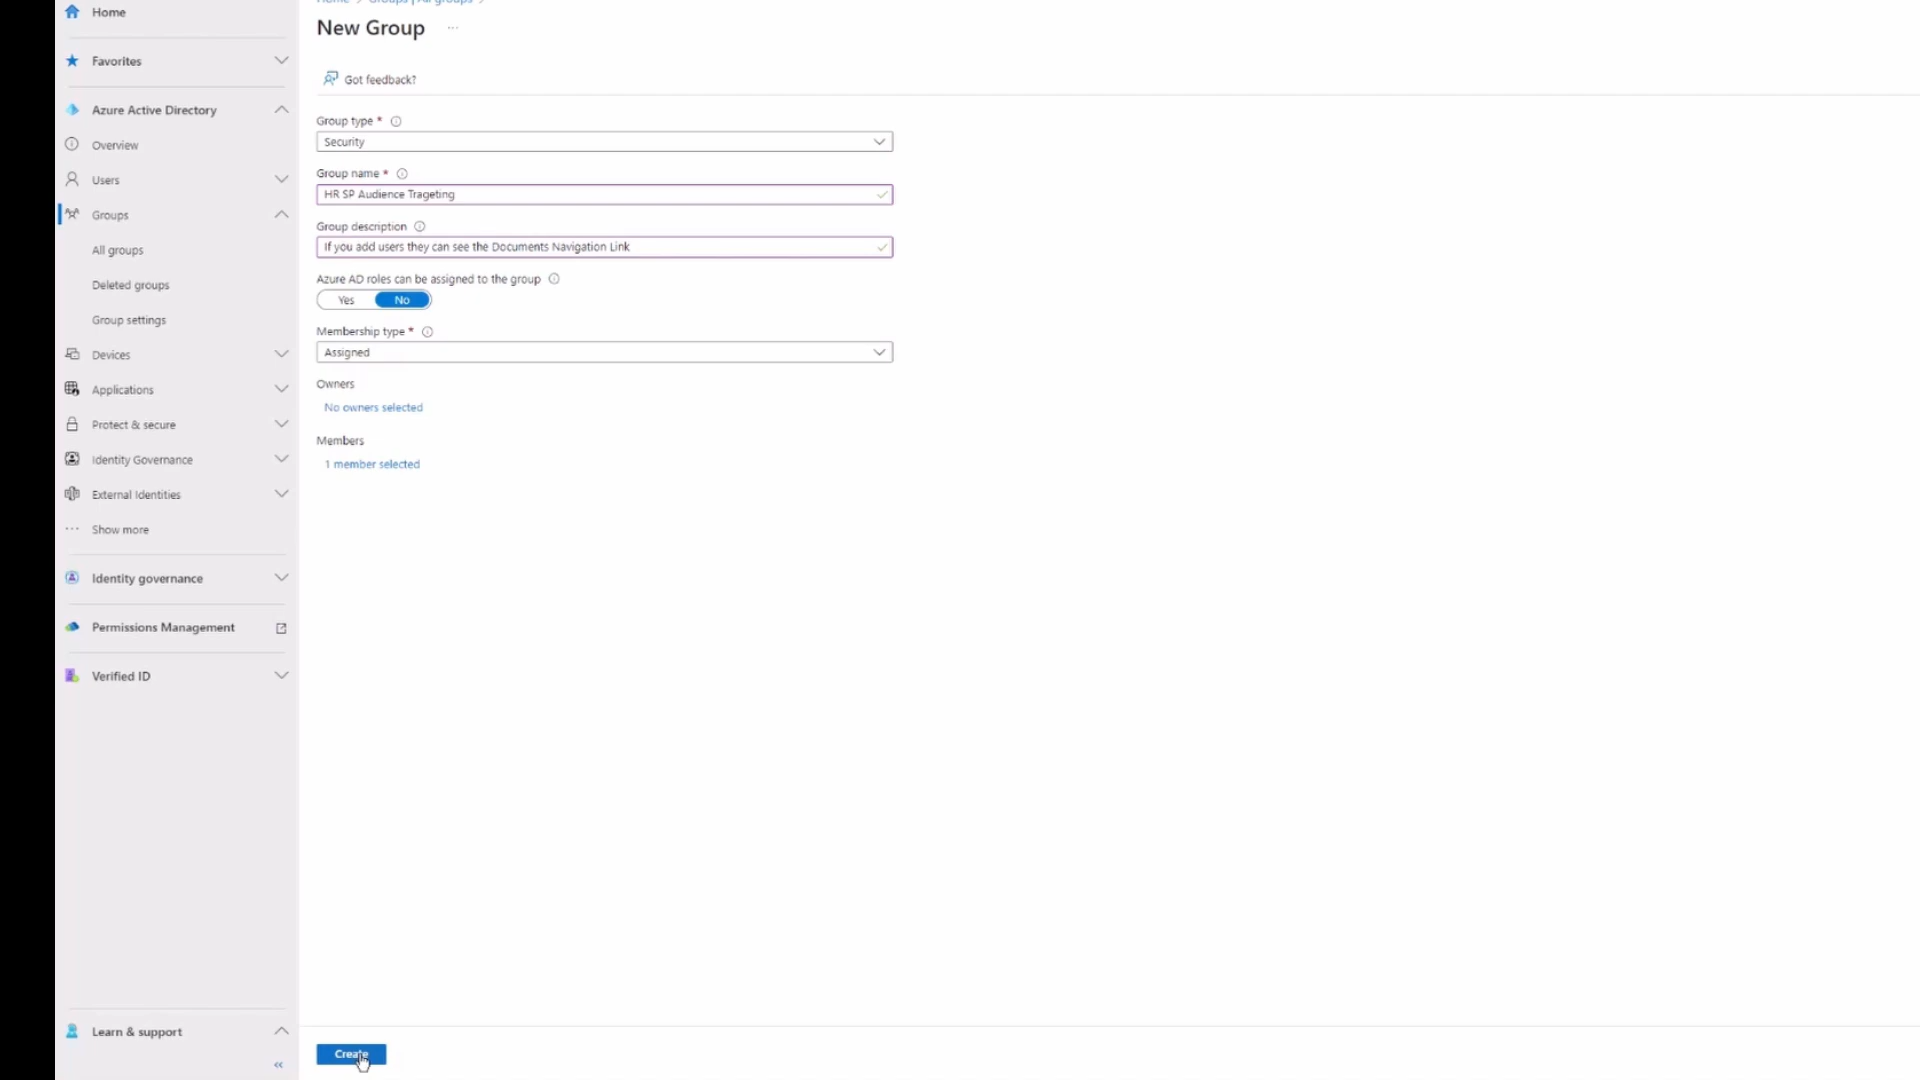 Home
Favorites
Azure Active Directory
Overview
Users
Groups
All groups
Deleted groups
Group settings
Devices
Applications
Protect & secure
Identity Governance
External Identities
Show more
Identity governance
Permissions Management
Verified ID
Learn & support
Home > Groups | All groups >
New Group
Got feedback?
Group type *
Security
Group name *
HR SP Audience Trageting
Group description
If you add users they can see the Documents Navigation Link
Azure AD roles can be assigned to the group
Yes No
Membership type *
Assigned
Owners
No owners selected
Members
1 member selected
Create